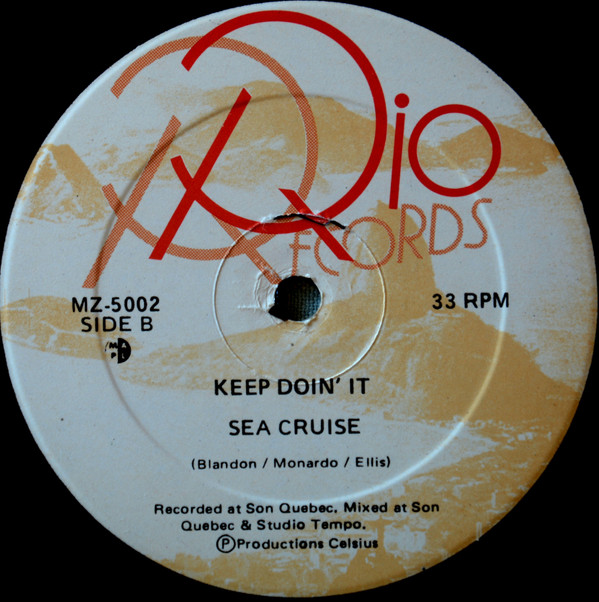 Rio
RECORDS
MZ-5002
SIDE B
33 RPM
MAPL
KEEP DOIN' IT
SEA CRUISE
(Blandon / Monardo / Ellis)
Recorded at Son Quebec, Mixed at Son
Quebec & Studio Tempo.
ⓅProductions Celsius